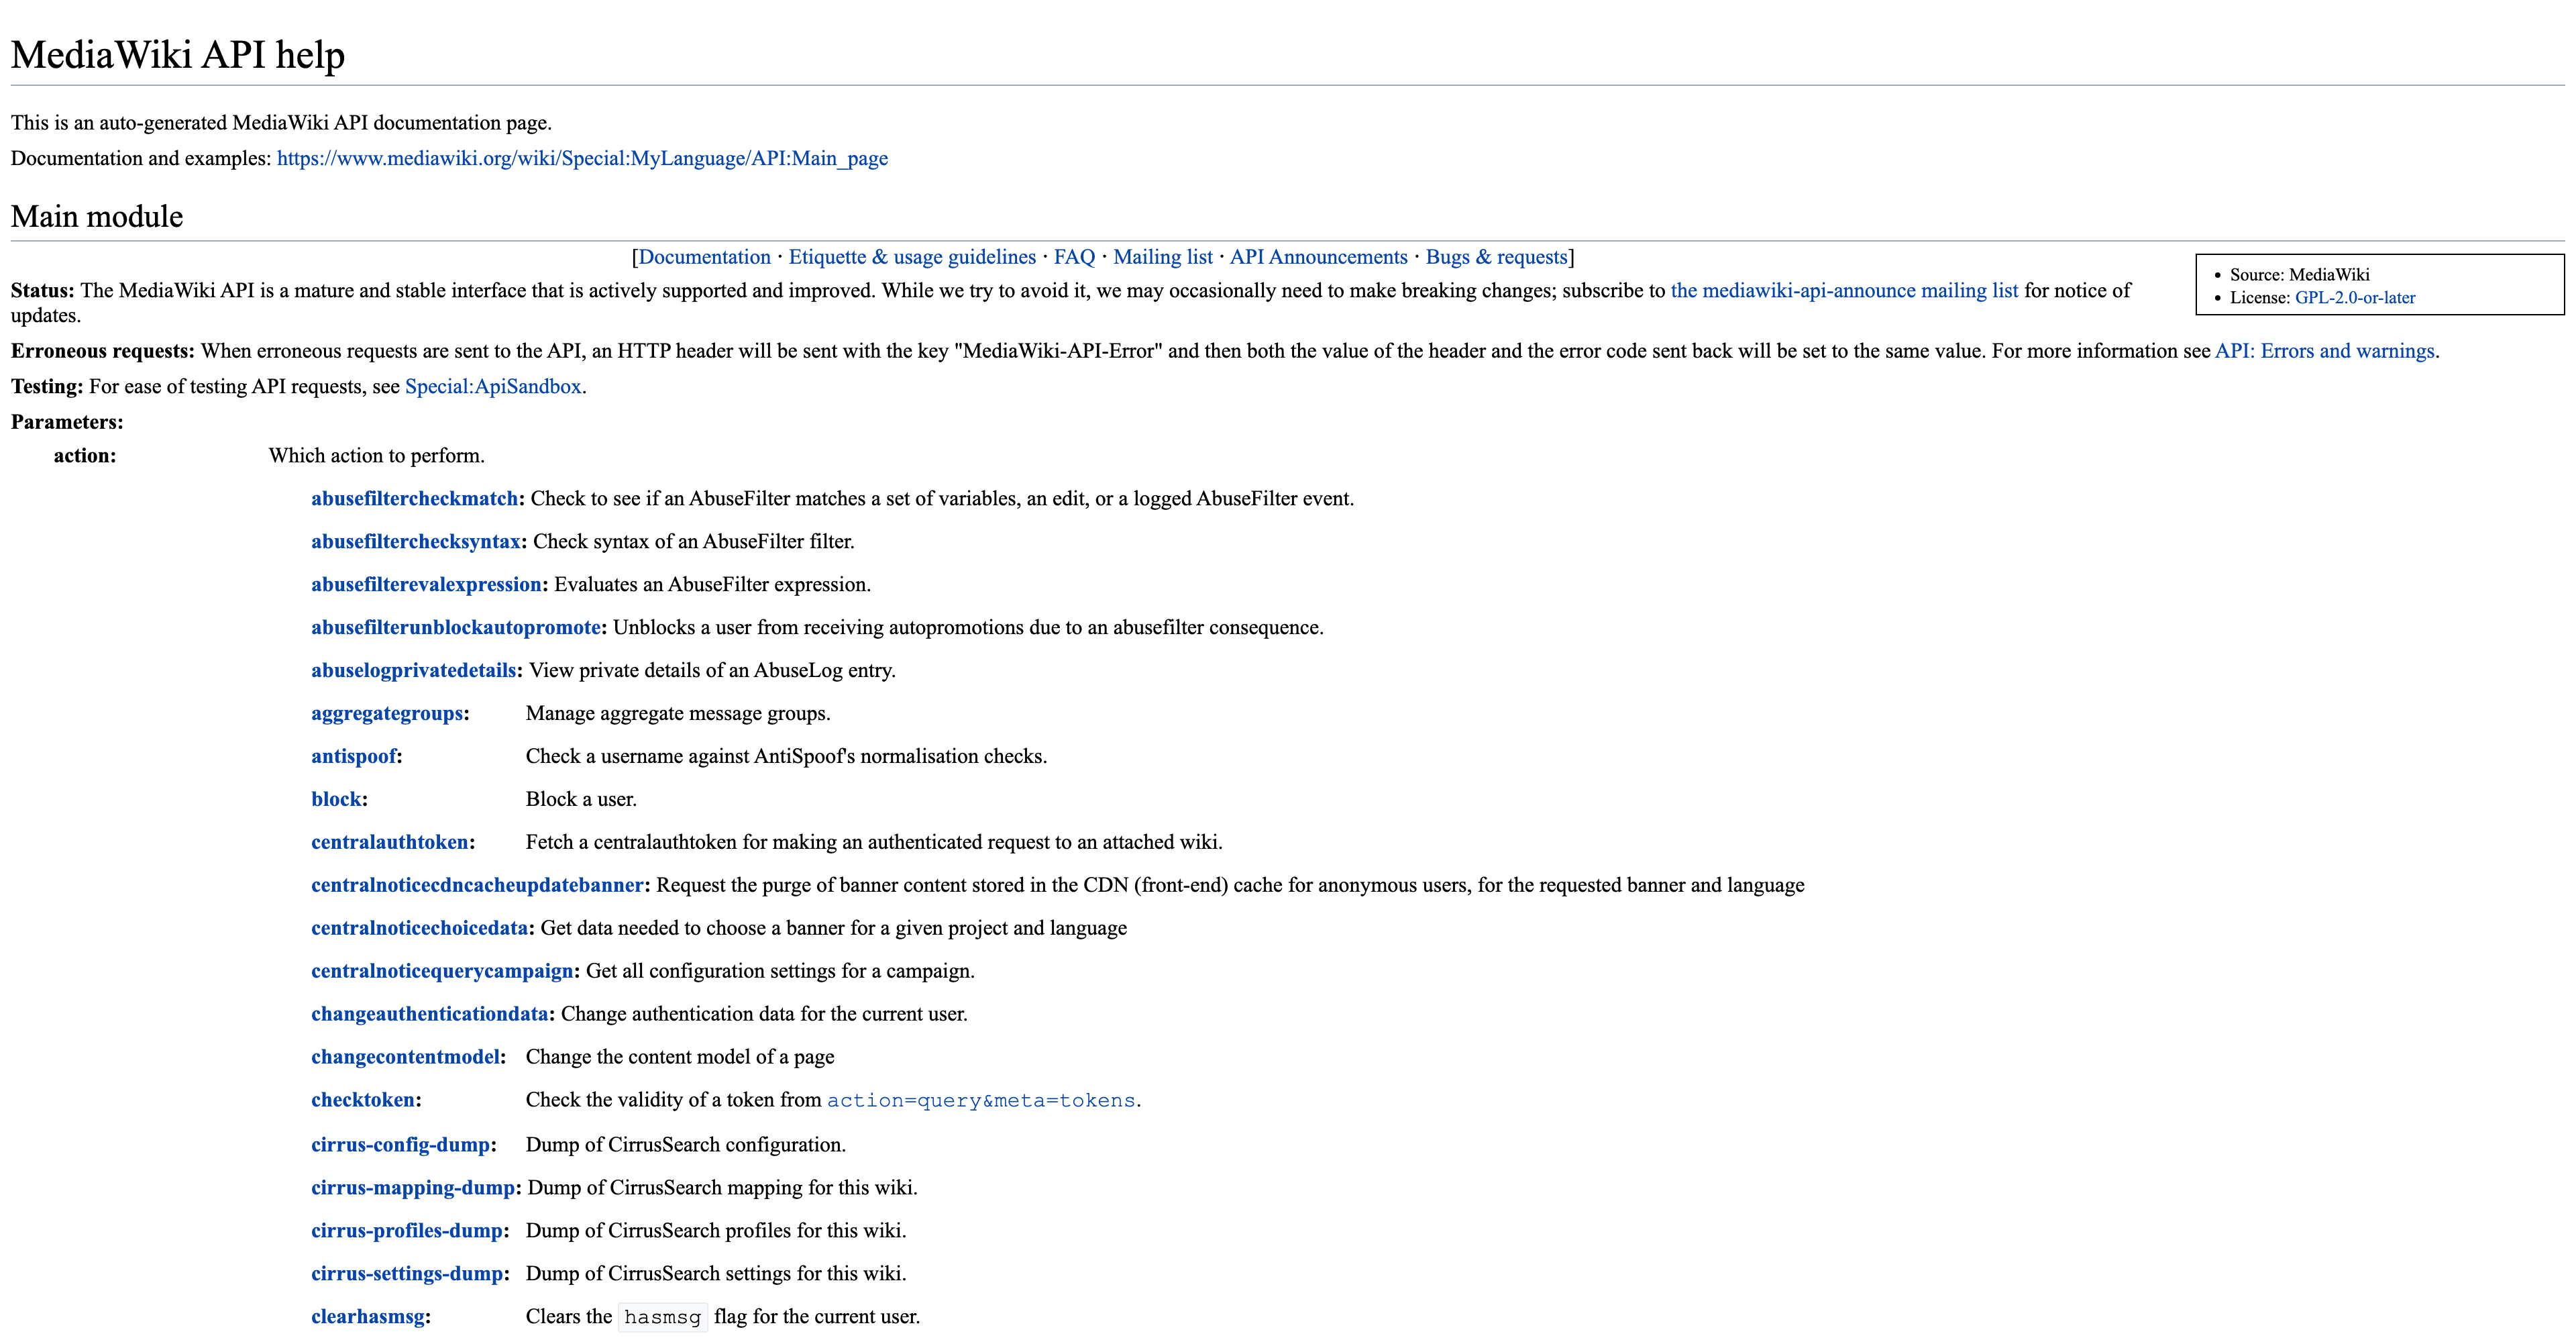 MediaWiki API help
This is an auto-generated MediaWiki API documentation page.
Documentation and examples: https://www.mediawiki.org/wiki/Special:MyLanguage/API:Main_page
Main module
[Documentation · Etiquette & usage guidelines · FAQ · Mailing list · API Announcements · Bugs & requests]
• Source: MediaWiki
• License: GPL-2.0-or-later
Status: The MediaWiki API is a mature and stable interface that is actively supported and improved. While we try to avoid it, we may occasionally need to make breaking changes; subscribe to the mediawiki-api-announce mailing list for notice of
updates.
Erroneous requests: When erroneous requests are sent to the API, an HTTP header will be sent with the key "MediaWiki-API-Error" and then both the value of the header and the error code sent back will be set to the same value. For more information see API: Errors and warnings.
Testing: For ease of testing API requests, see Special:ApiSandbox.
Parameters:
action: Which action to perform.
abusefiltercheckmatch: Check to see if an AbuseFilter matches a set of variables, an edit, or a logged AbuseFilter event.
abusefilterchecksyntax: Check syntax of an AbuseFilter filter.
abusefilterevalexpression: Evaluates an AbuseFilter expression.
abusefilterunblockautopromote: Unblocks a user from receiving autopromotions due to an abusefilter consequence.
abuselogprivatedetails: View private details of an AbuseLog entry.
aggregategroups: Manage aggregate message groups.
antispoof: Check a username against AntiSpoof's normalisation checks.
block: Block a user.
centralauthtoken: Fetch a centralauthtoken for making an authenticated request to an attached wiki.
centralnoticecdncacheupdatebanner: Request the purge of banner content stored in the CDN (front-end) cache for anonymous users, for the requested banner and language
centralnoticechoicedata: Get data needed to choose a banner for a given project and language
centralnoticequerycampaign: Get all configuration settings for a campaign.
changeauthenticationdata: Change authentication data for the current user.
changecontentmodel: Change the content model of a page
checktoken: Check the validity of a token from action=query&meta=tokens.
cirrus-config-dump: Dump of CirrusSearch configuration.
cirrus-mapping-dump: Dump of CirrusSearch mapping for this wiki.
cirrus-profiles-dump: Dump of CirrusSearch profiles for this wiki.
cirrus-settings-dump: Dump of CirrusSearch settings for this wiki.
clearhasmsg: Clears the hasmsg flag for the current user.